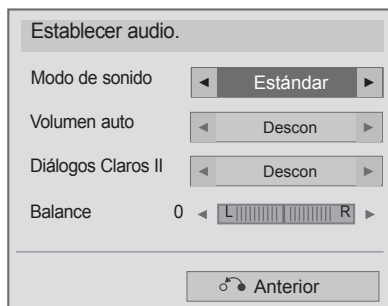 Establecer audio.
Modo de sonido ◄ Estándar ►
Volumen auto ◄ Descon ►
Diálogos Claros II ◄ Descon ►
Balance 0 ◄ L R ►
Anterior